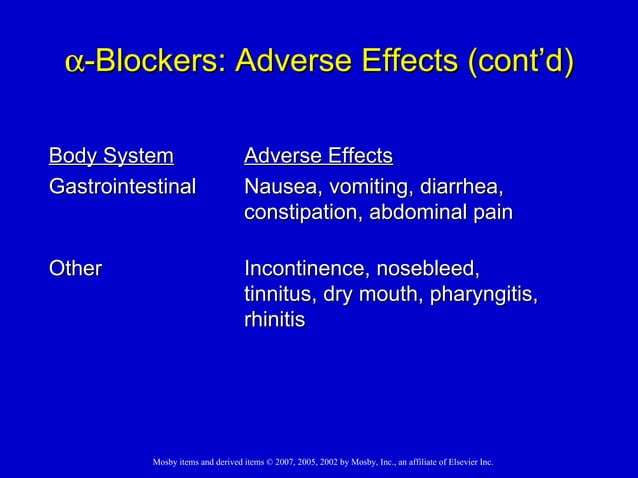 α-Blockers: Adverse Effects (cont’d)
Body System Adverse Effects
Gastrointestinal Nausea, vomiting, diarrhea,
constipation, abdominal pain
Other Incontinence, nosebleed,
tinnitus, dry mouth, pharyngitis,
rhinitis
Mosby items and derived items © 2007, 2005, 2002 by Mosby, Inc., an affiliate of Elsevier Inc.